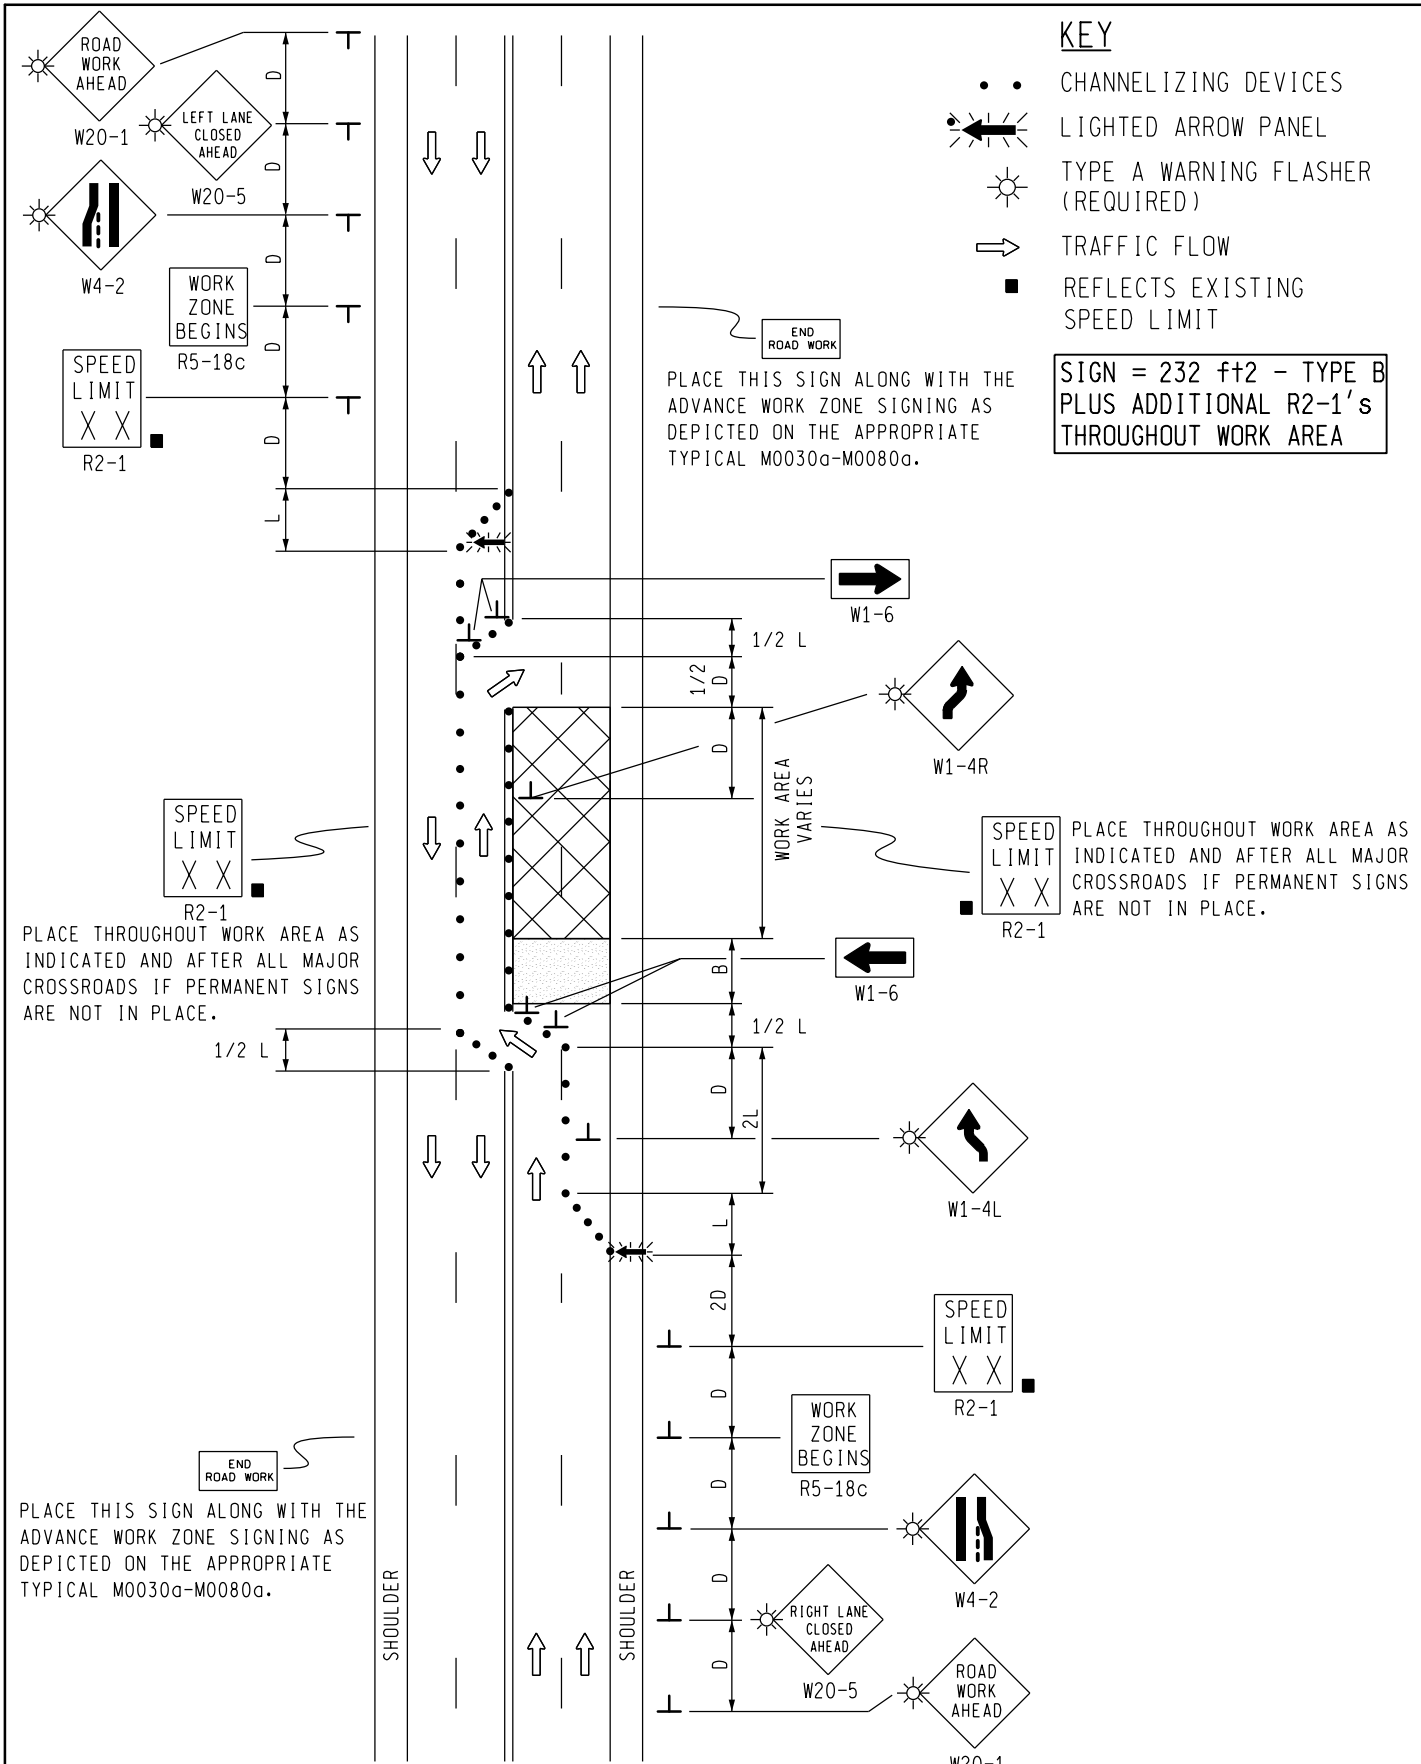 KEY
CHANNELIZING DEVICES
LIGHTED ARROW PANEL
TYPE A WARNING FLASHER
(REQUIRED)
TRAFFIC FLOW
REFLECTS EXISTING
SPEED LIMIT
SIGN = 232 ft2 - TYPE B
PLUS ADDITIONAL R2-1's
THROUGHOUT WORK AREA
ROAD
WORK
AHEAD
W20-1
D
LEFT LANE
CLOSED
AHEAD
W20-5
D
W4-2
D
WORK
ZONE
BEGINS
R5-18c
D
SPEED
LIMIT
X X
R2-1
D
L
END
ROAD WORK
PLACE THIS SIGN ALONG WITH THE
ADVANCE WORK ZONE SIGNING AS
DEPICTED ON THE APPROPRIATE
TYPICAL M0030a-M0080a.
W1-6
1/2 L
1/2
D
W1-4R
D
WORK AREA
VARIES
SPEED
LIMIT
X X
R2-1
PLACE THROUGHOUT WORK AREA AS
INDICATED AND AFTER ALL MAJOR
CROSSROADS IF PERMANENT SIGNS
ARE NOT IN PLACE.
SPEED
LIMIT
X X
R2-1
PLACE THROUGHOUT WORK AREA AS
INDICATED AND AFTER ALL MAJOR
CROSSROADS IF PERMANENT SIGNS
ARE NOT IN PLACE.
B
W1-6
1/2 L
1/2 L
D
2L
W1-4L
L
2D
SPEED
LIMIT
X X
R2-1
D
WORK
ZONE
BEGINS
R5-18c
D
W4-2
D
RIGHT LANE
CLOSED
AHEAD
W20-5
D
ROAD
WORK
AHEAD
W20-1
END
ROAD WORK
PLACE THIS SIGN ALONG WITH THE
ADVANCE WORK ZONE SIGNING AS
DEPICTED ON THE APPROPRIATE
TYPICAL M0030a-M0080a.
SHOULDER
SHOULDER